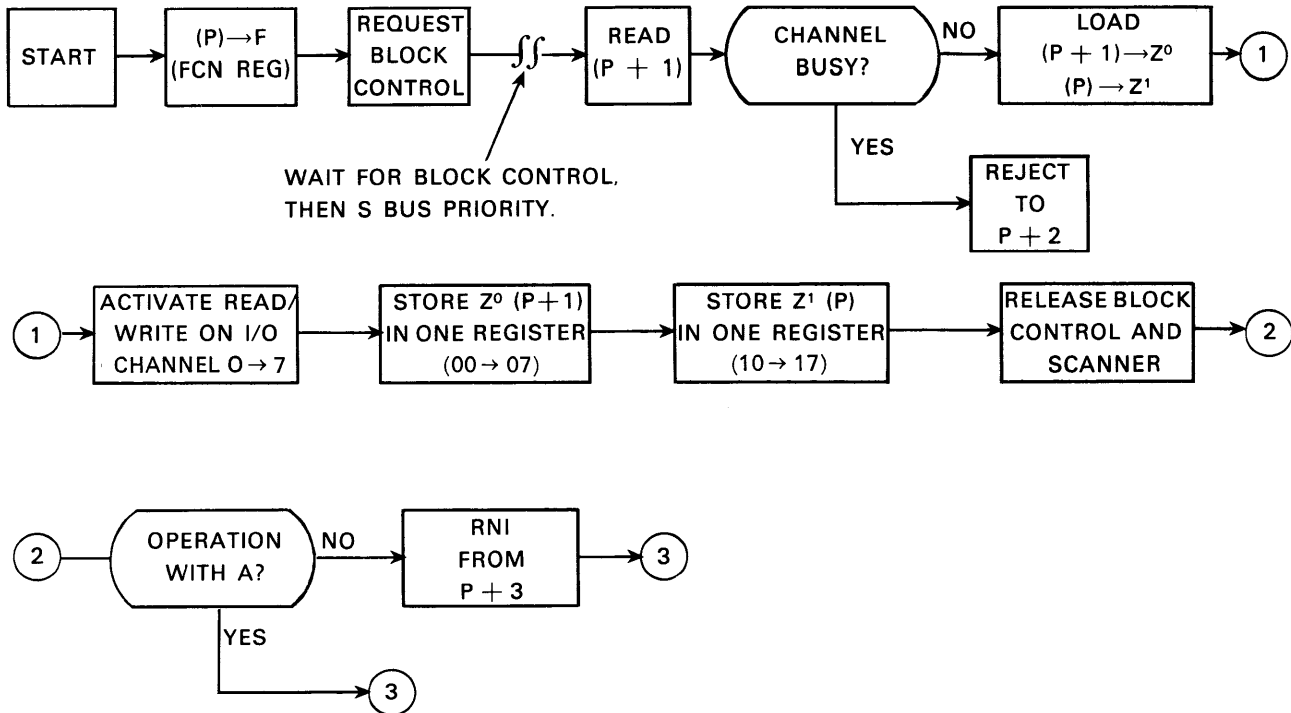 START
(P)→F
(FCN REG)
REQUEST
BLOCK
CONTROL
READ
(P + 1)
CHANNEL
BUSY?
NO
LOAD
(P + 1)→Z⁰
(P)→Z¹
1
YES
WAIT FOR BLOCK CONTROL,
THEN S BUS PRIORITY.
REJECT
TO
P + 2
1
ACTIVATE READ/
WRITE ON I/O
CHANNEL O→7
STORE Z⁰ (P+1)
IN ONE REGISTER
(00→07)
STORE Z¹ (P)
IN ONE REGISTER
(10→17)
RELEASE BLOCK
CONTROL AND
SCANNER
2
2
OPERATION
WITH A?
NO
RNI
FROM
P + 3
3
YES
3